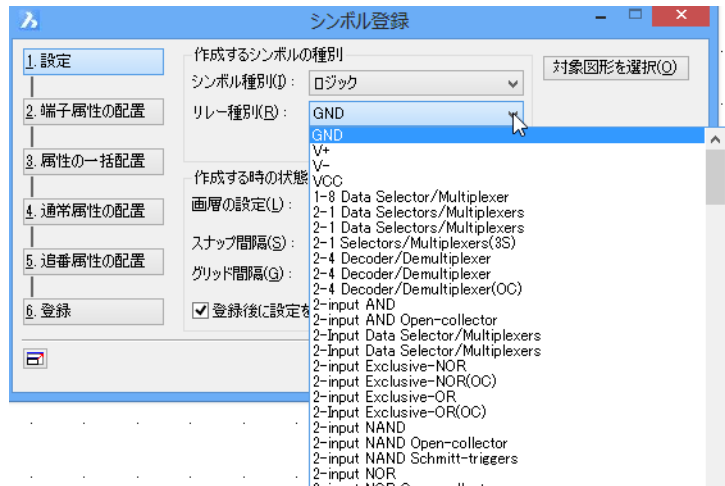 シンボル登録
1.設定
2.端子属性の配置
3.属性の一括配置
4.通常属性の配置
5.追番属性の配置
6.登録
作成するシンボルの種別
シンボル種別(I)： ロジック
リレー種別(R)： GND
対象図形を選択(O)
作成する時の状態
画層の設定(L)：
スナップ間隔(S)：
グリッド間隔(G)：
登録後に設定を
GND
V+
V-
VCC
1-8 Data Selector/Multiplexer
2-1 Data Selectors/Multiplexers
2-1 Data Selectors/Multiplexers
2-1 Selectors/Multiplexers(3S)
2-4 Decoder/Demultiplexer
2-4 Decoder/Demultiplexer
2-4 Decoder/Demultiplexer(OC)
2-input AND
2-input AND Open-collector
2-Input Data Selector/Multiplexers
2-Input Data Selector/Multiplexers
2-input Exclusive-NOR
2-input Exclusive-NOR(OC)
2-input Exclusive-OR
2-Input Exclusive-OR(OC)
2-input NAND
2-input NAND Open-collector
2-input NAND Schmitt-triggers
2-input NOR